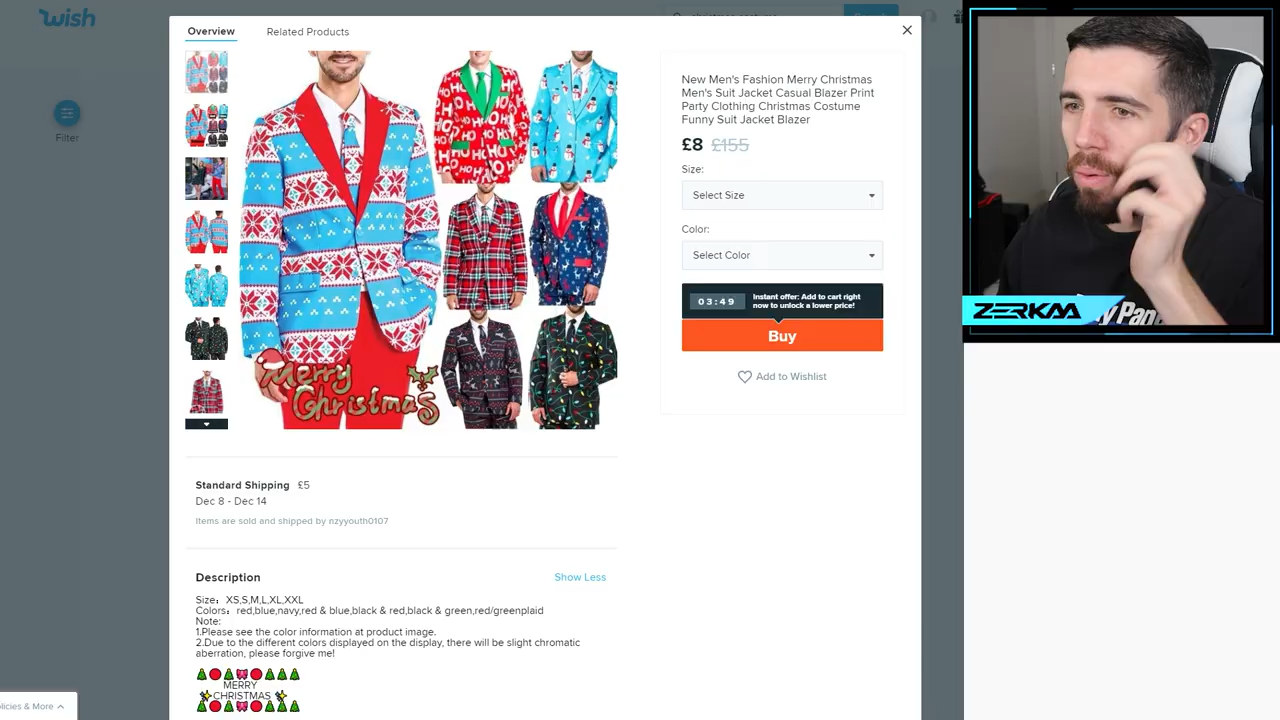 wish
Overview
Related Products
Filter
New Men's Fashion Merry Christmas
Men's Suit Jacket Casual Blazer Print
Party Clothing Christmas Costume
Funny Suit Jacket Blazer
£8 £155
Size:
Select Size
Color:
Select Color
03:49
Instant offer: Add to cart right
now to unlock a lower price!
Buy
Add to Wishlist
Merry
Christmas
ZERKAA
Standard Shipping £5
Dec 8 - Dec 14
Items are sold and shipped by nzyyouth0107
Description
Show Less
Size：XS,S,M,L,XL,XXL
Colors：red,blue,navy,red & blue,black & red,black & green,red/greenplaid
Note:
1.Please see the color information at product image.
2.Due to the different colors displayed on the display, there will be slight chromatic
aberration, please forgive me!
MERRY
CHRISTMAS
olicies & More